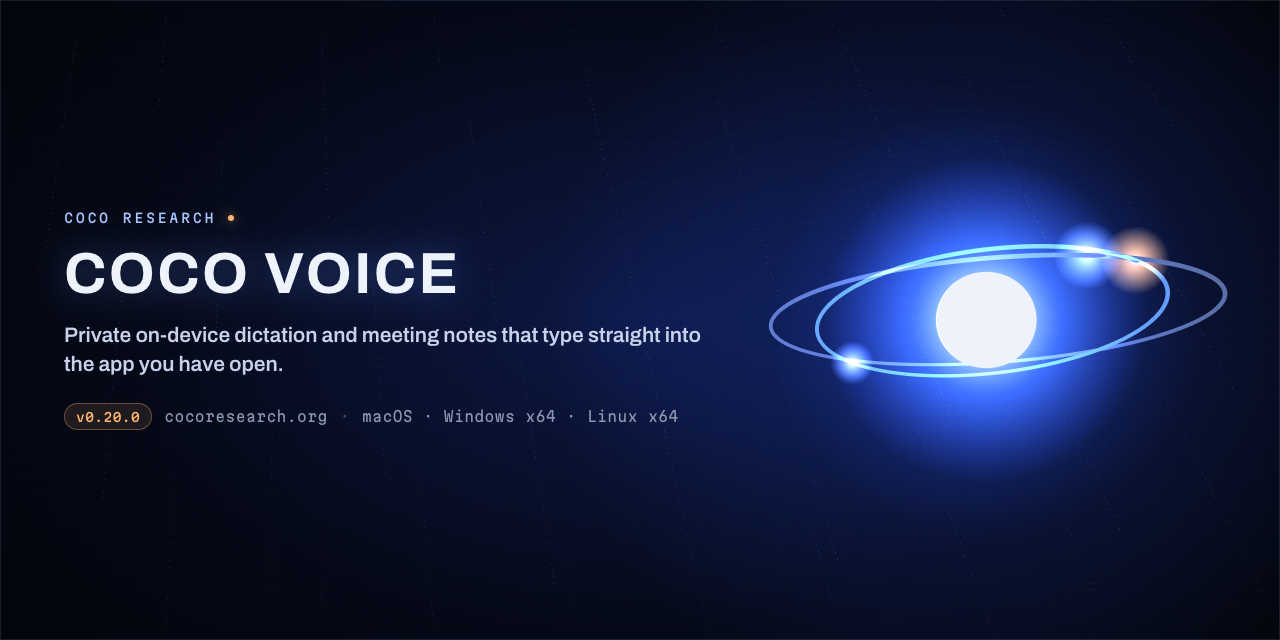 COCO RESEARCH
COCO VOICE
Private on-device dictation and meeting notes that type straight into
the app you have open.
v0.20.0 cocoresearch.org · macOS · Windows x64 · Linux x64